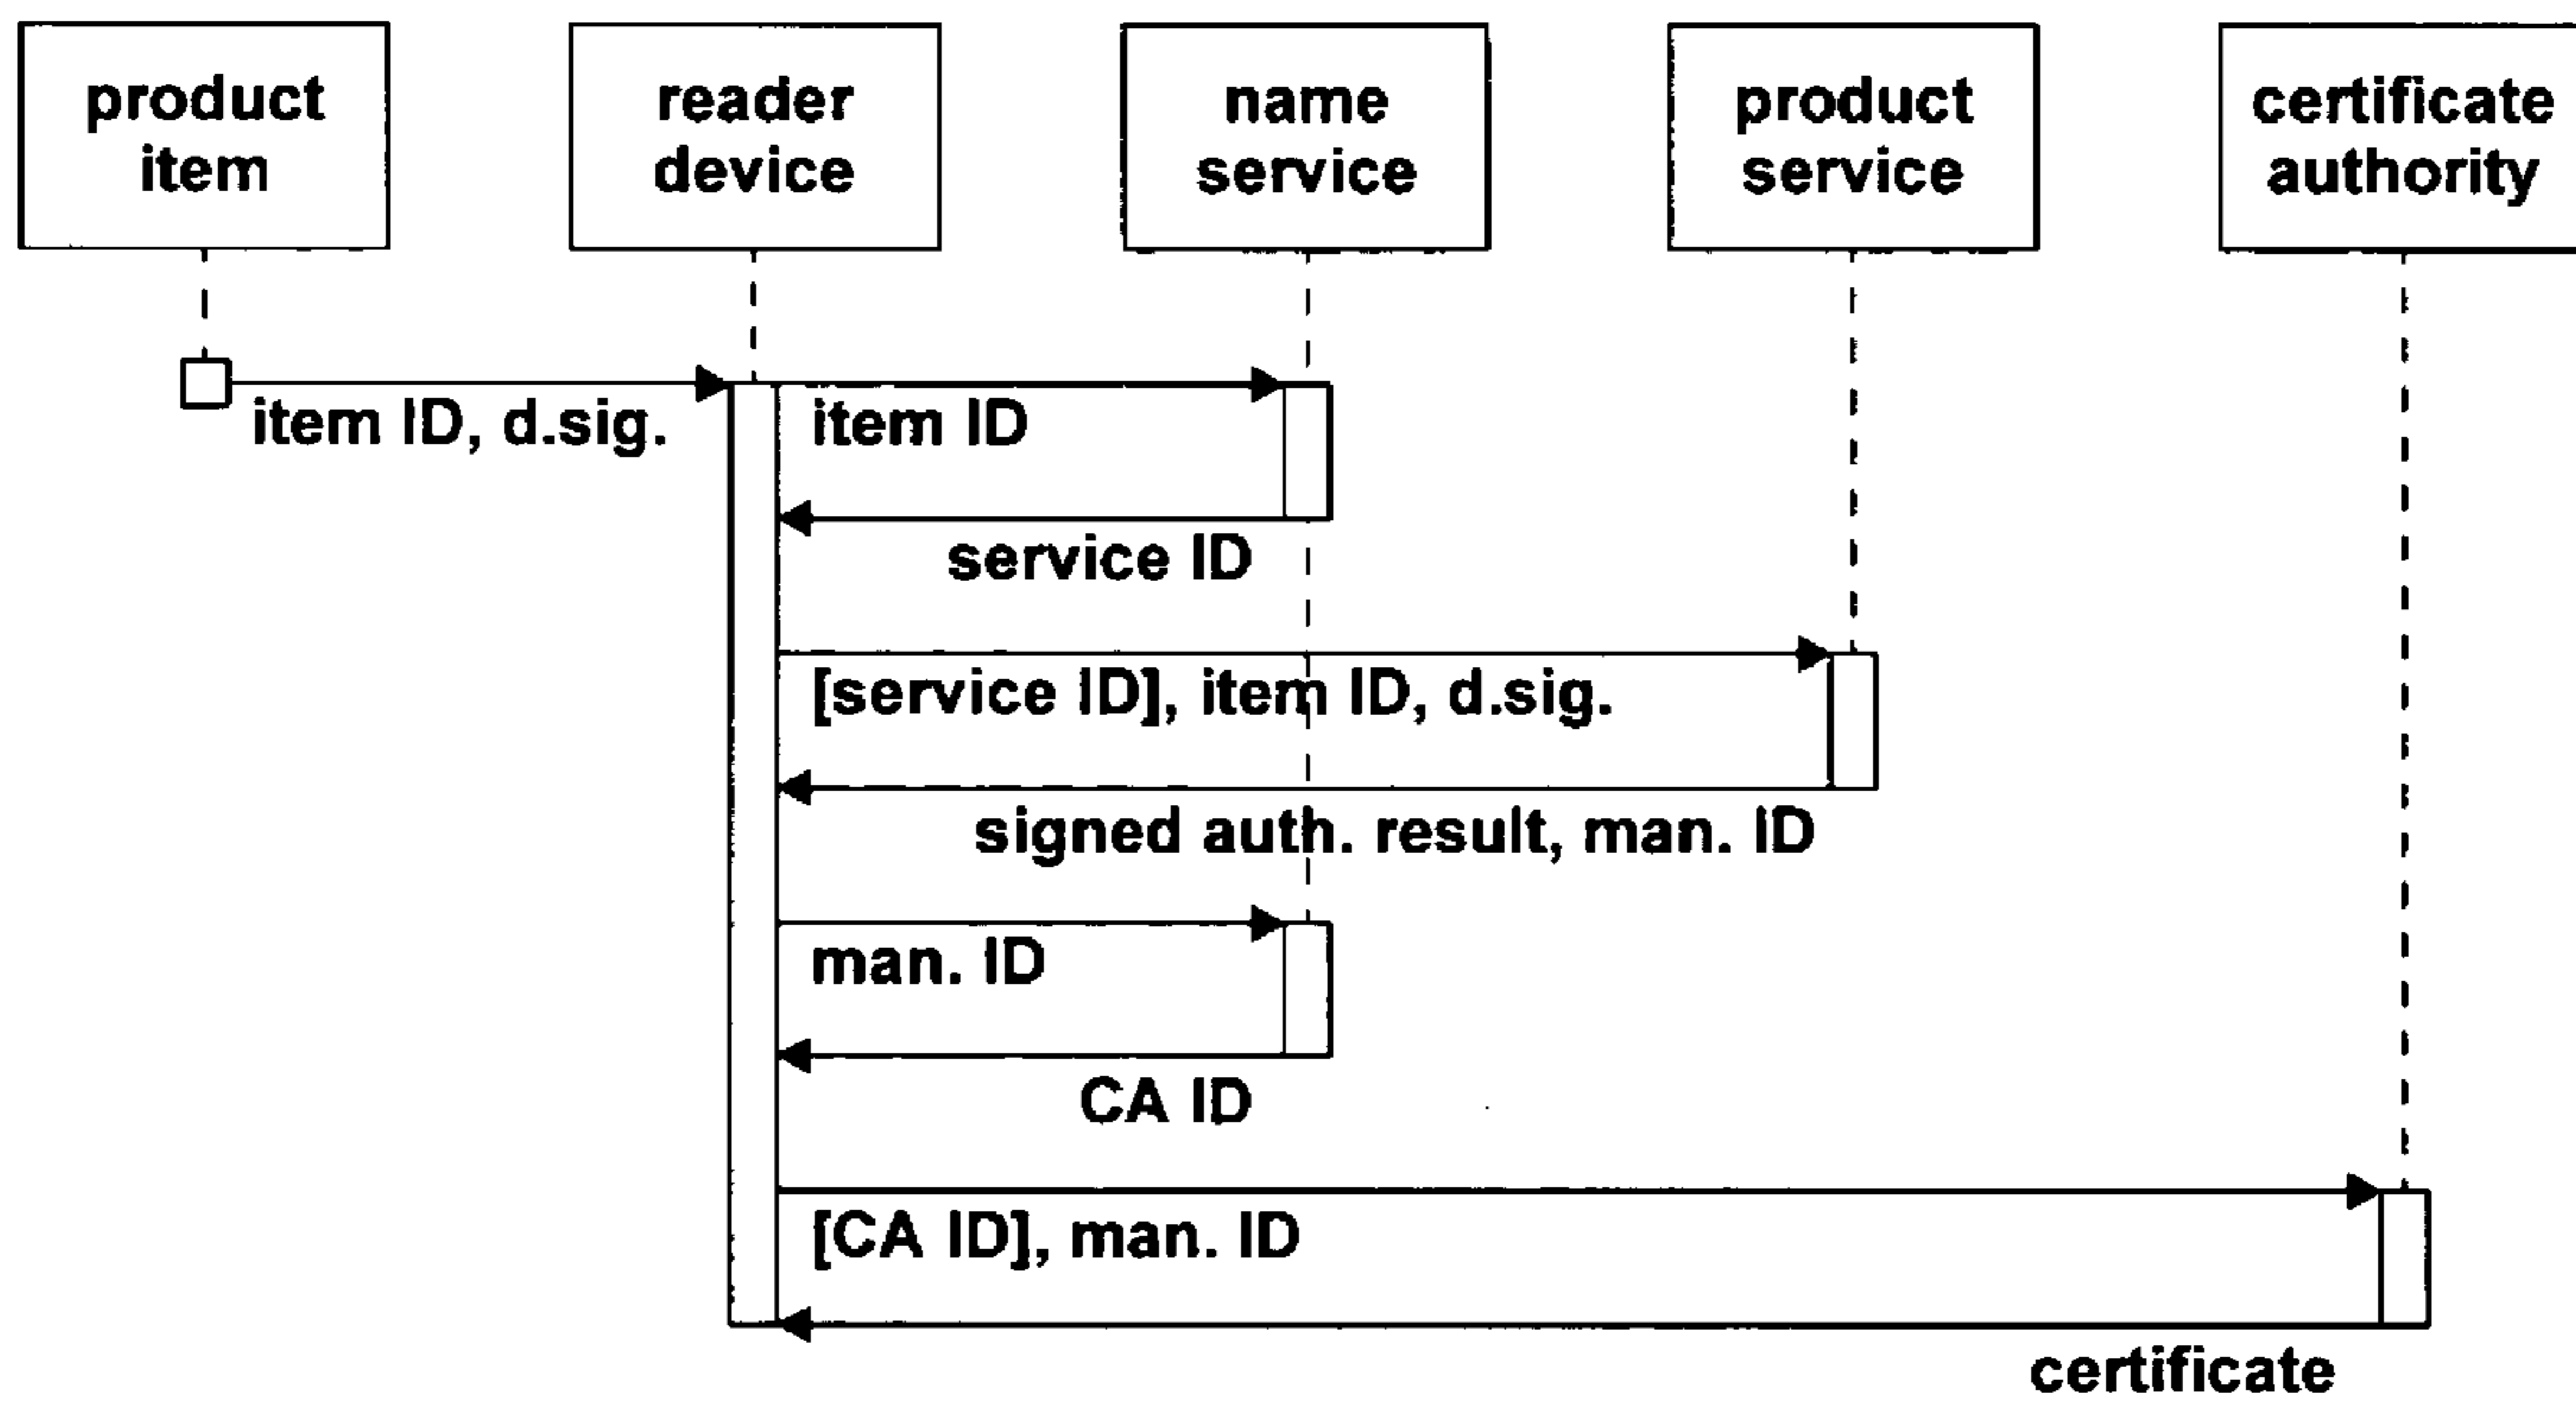 product
item
reader
device
name
service
product
service
certificate
authority
item ID, d.sig.
item ID
service ID
[service ID], item ID, d.sig.
signed auth. result, man. ID
man. ID
CA ID
[CA ID], man. ID
certificate